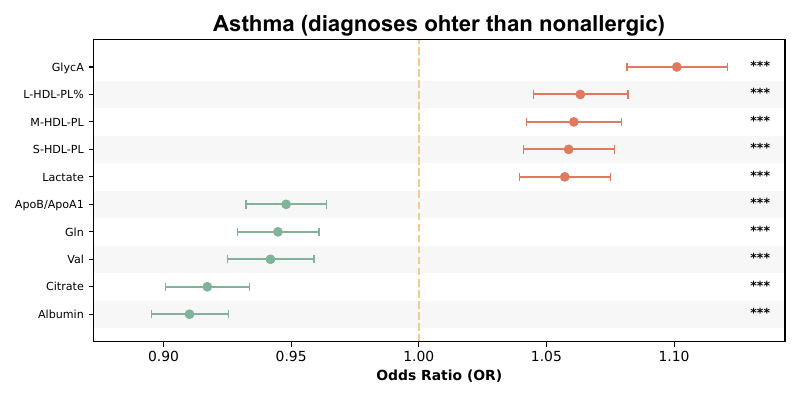 Asthma (diagnoses ohter than nonallergic)
GlycA ***
L-HDL-PL% ***
M-HDL-PL ***
S-HDL-PL ***
Lactate ***
ApoB/ApoA1 ***
Gln ***
Val ***
Citrate ***
Albumin ***
0.90 0.95 1.00 1.05 1.10
Odds Ratio (OR)